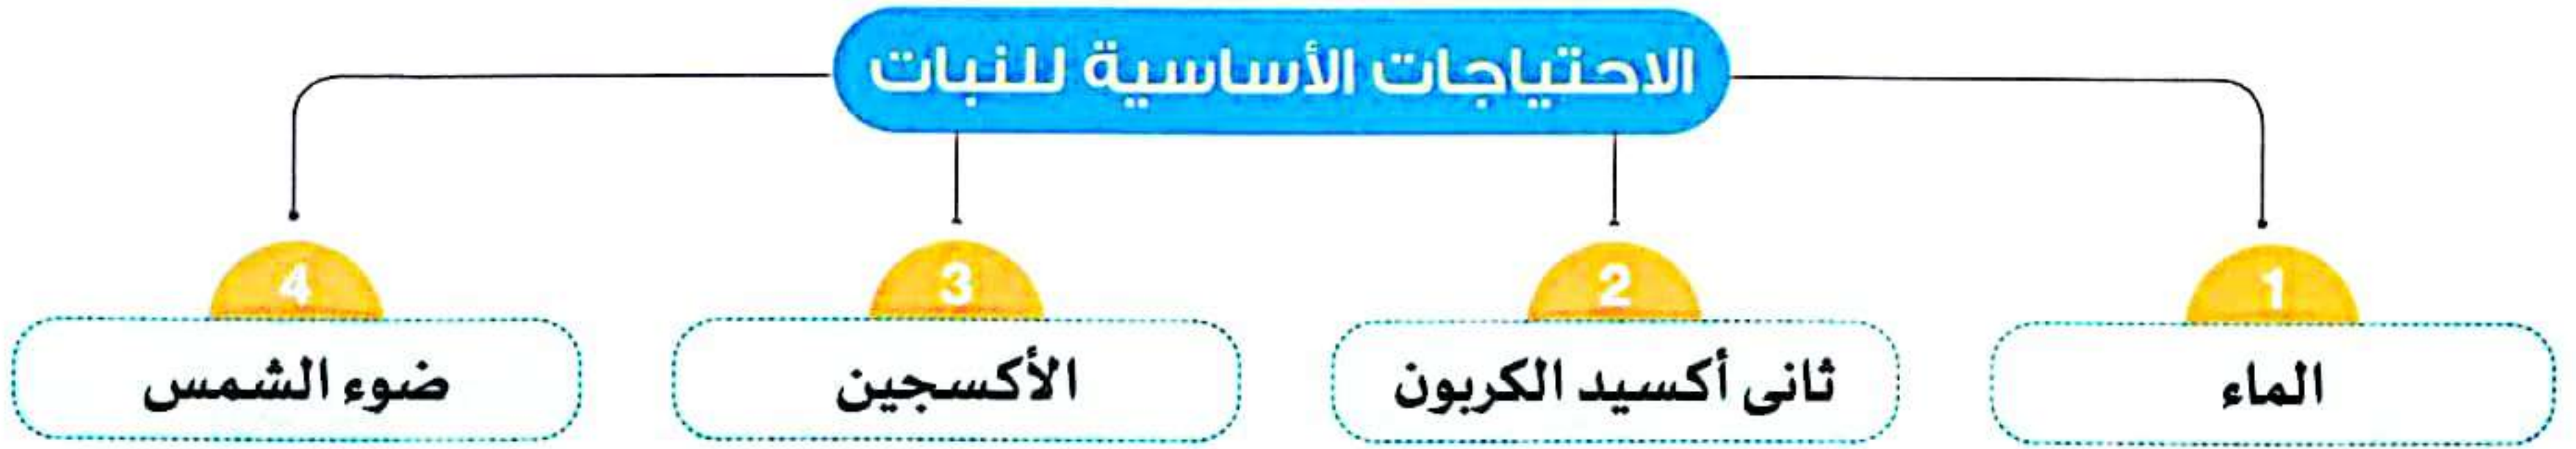 الاحتياجات الأساسية للنبات
1
الماء
2
ثانى أكسيد الكربون
3
الأكسجين
4
ضوء الشمس